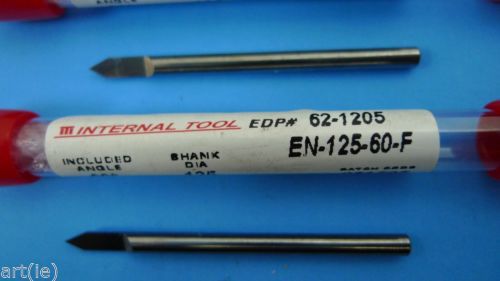 INTERNAL TOOL EDP# 62-1205
EN-125-60-F
INCLUDED ANGLE
SHANK DIA
art(ie)